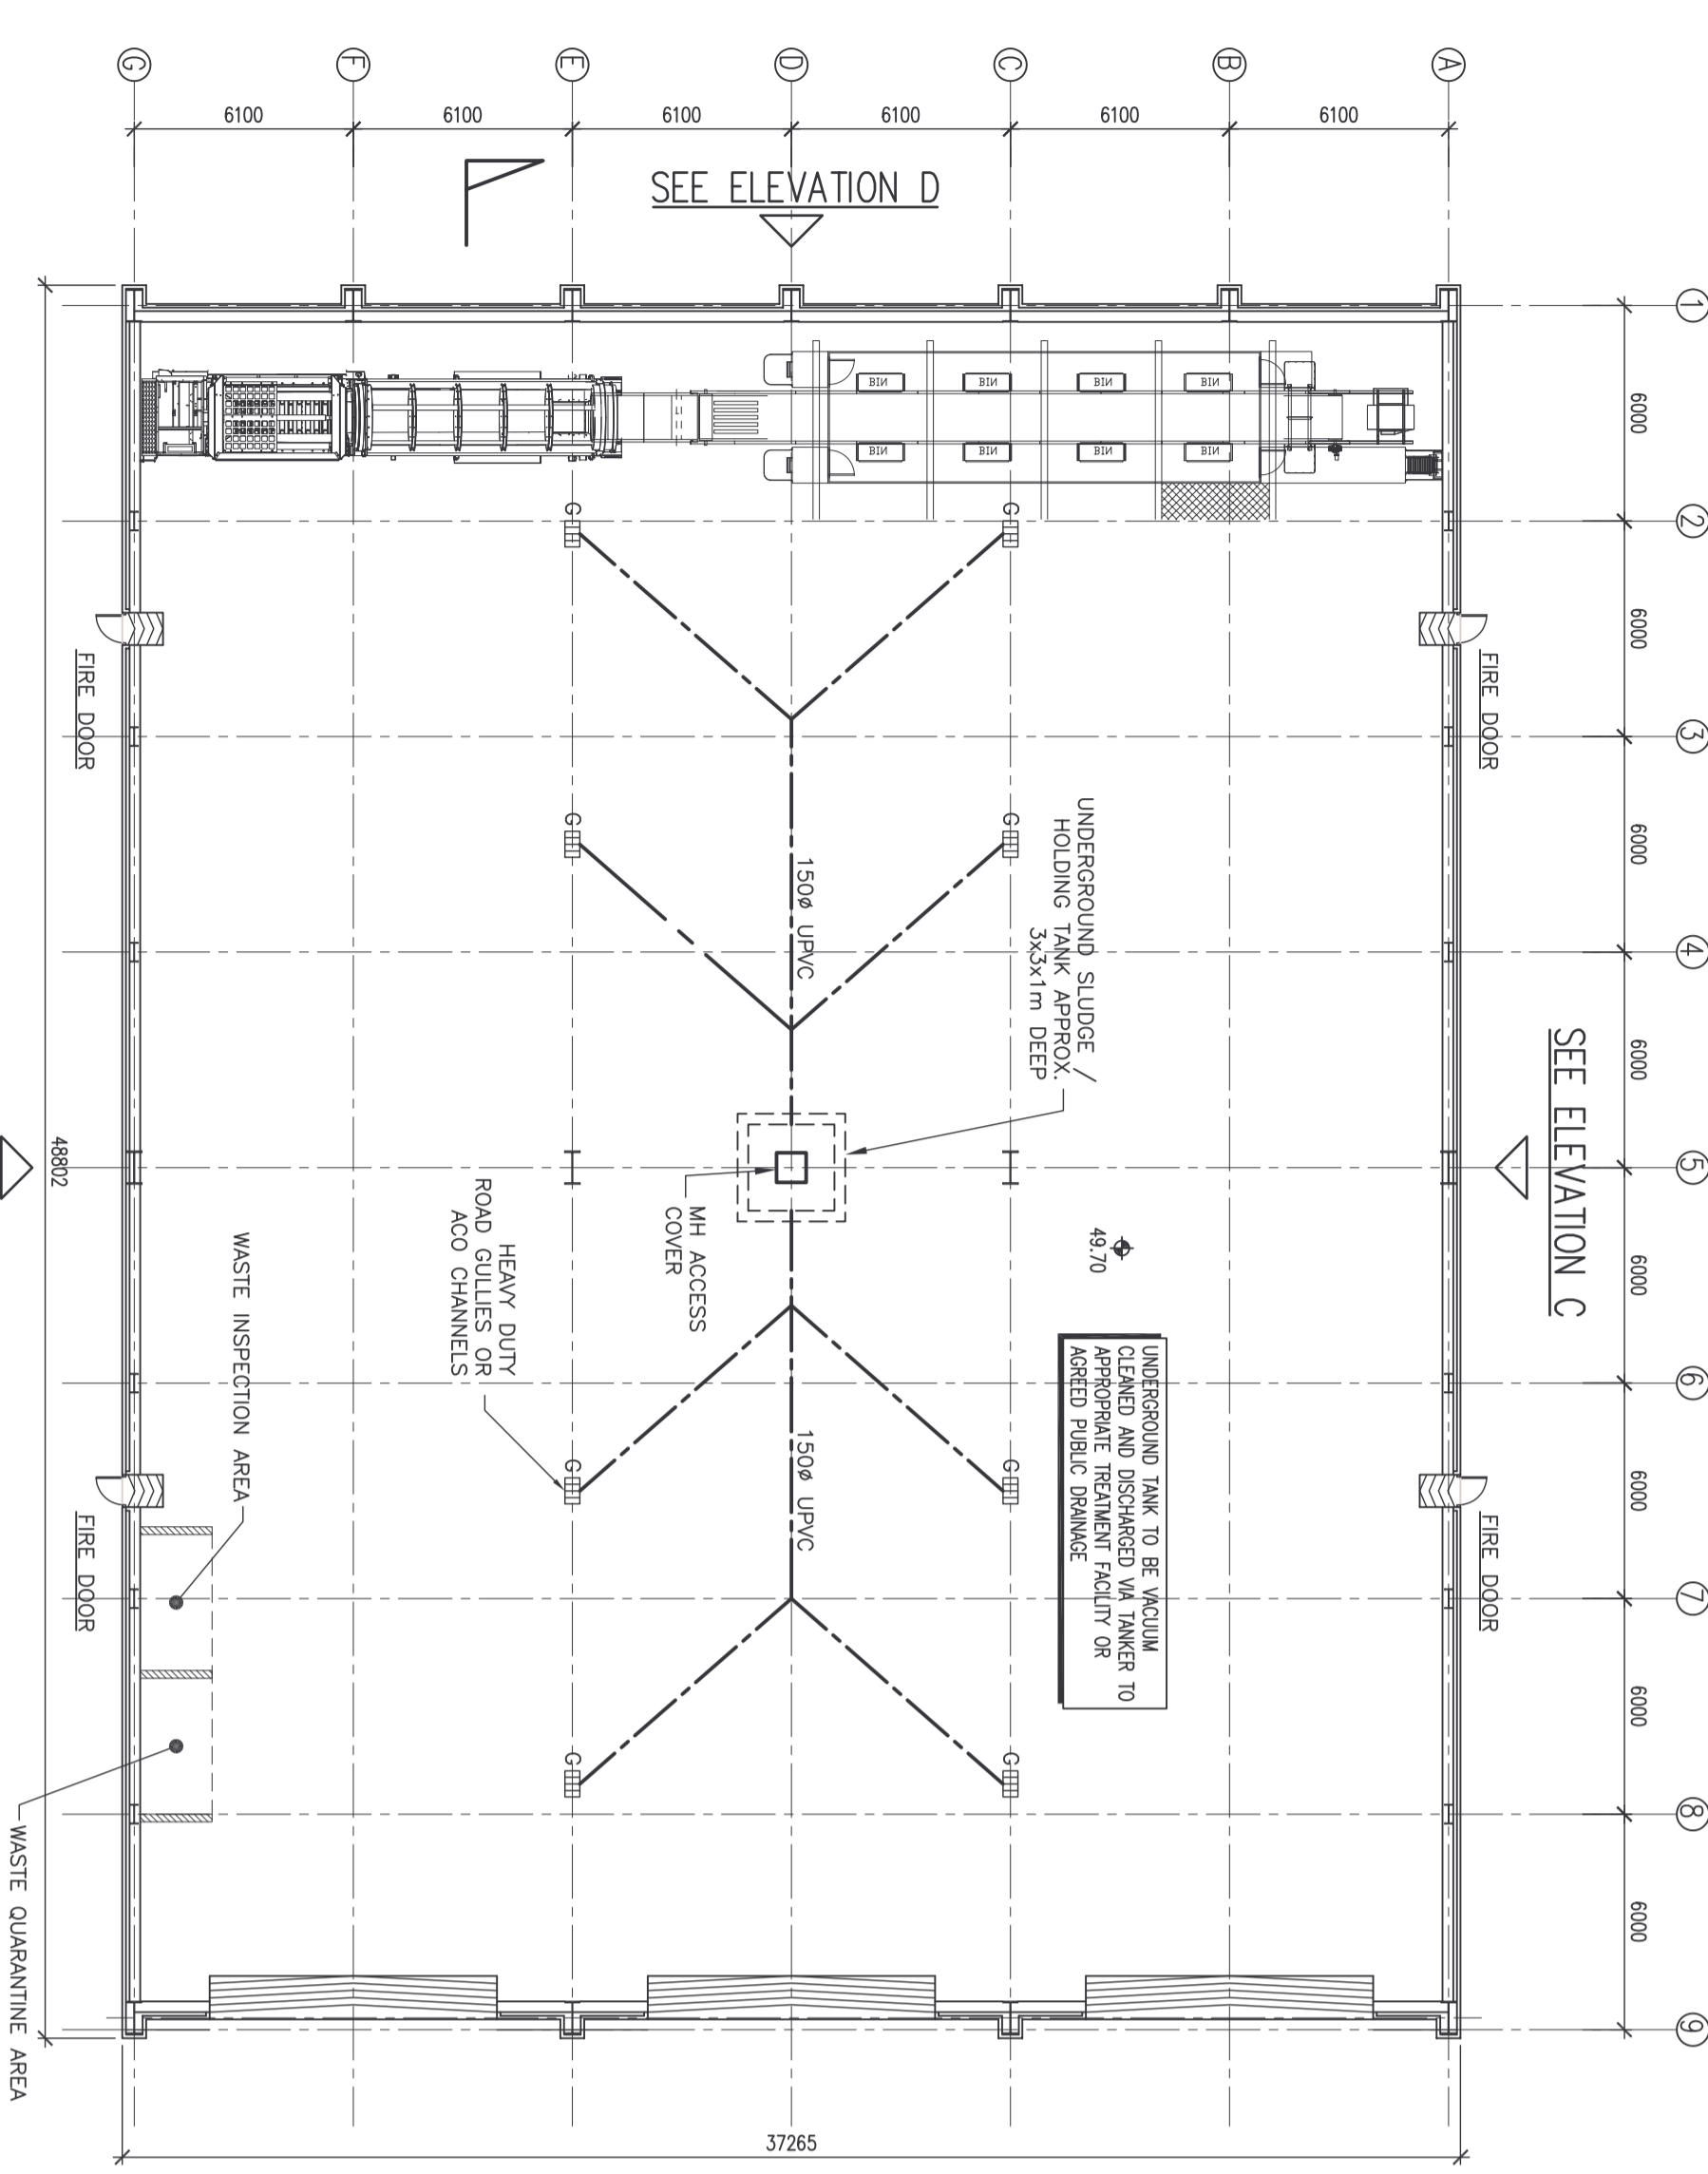 G
F
E
D
C
B
A
6100
6100
6100
6100
6100
6100
SEE ELEVATION D
1
2
3
4
5
6
7
8
9
6000
6000
6000
6000
6000
6000
6000
6000
SEE ELEVATION C
BIN
BIN
BIN
BIN
BIN
BIN
BIN
BIN
G
G
G
G
G
G
G
G
FIRE DOOR
FIRE DOOR
FIRE DOOR
FIRE DOOR
150ø UPVC
150ø UPVC
UNDERGROUND SLUDGE /
HOLDING TANK APPROX.
3x3x1m DEEP
MH ACCESS
COVER
49.70
UNDERGROUND TANK TO BE VACUUM
CLEANED AND DISCHARGED VIA TANKER TO
APPROPRIATE TREATMENT FACILITY OR
AGREED PUBLIC DRAINAGE
HEAVY DUTY
ROAD GULLIES OR
ACO CHANNELS
WASTE INSPECTION AREA
WASTE QUARANTINE AREA
48802
37265